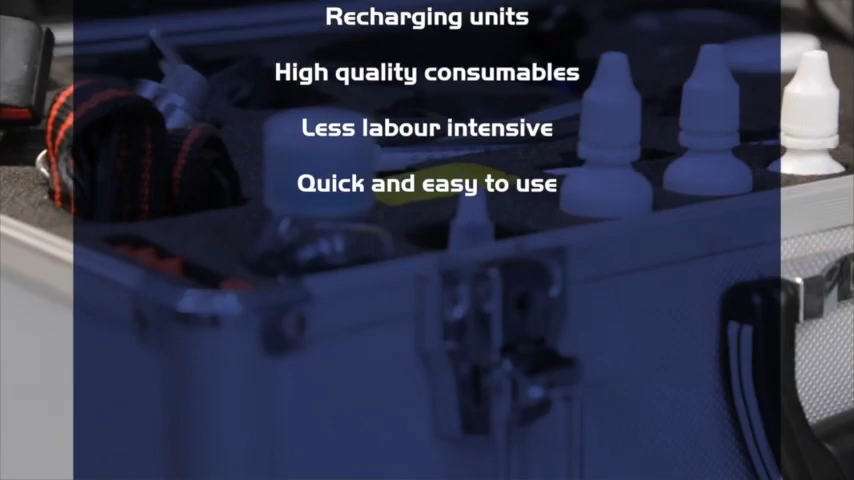 Recharging units
High quality consumables
Less labour intensive
Quick and easy to use